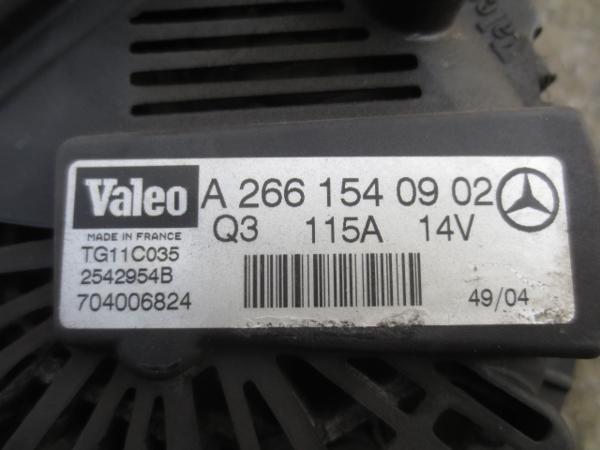 Valeo A 266 154 09 02
MADE IN FRANCE Q3 115A 14V
TG11C035
2542954B
704006824 49/04